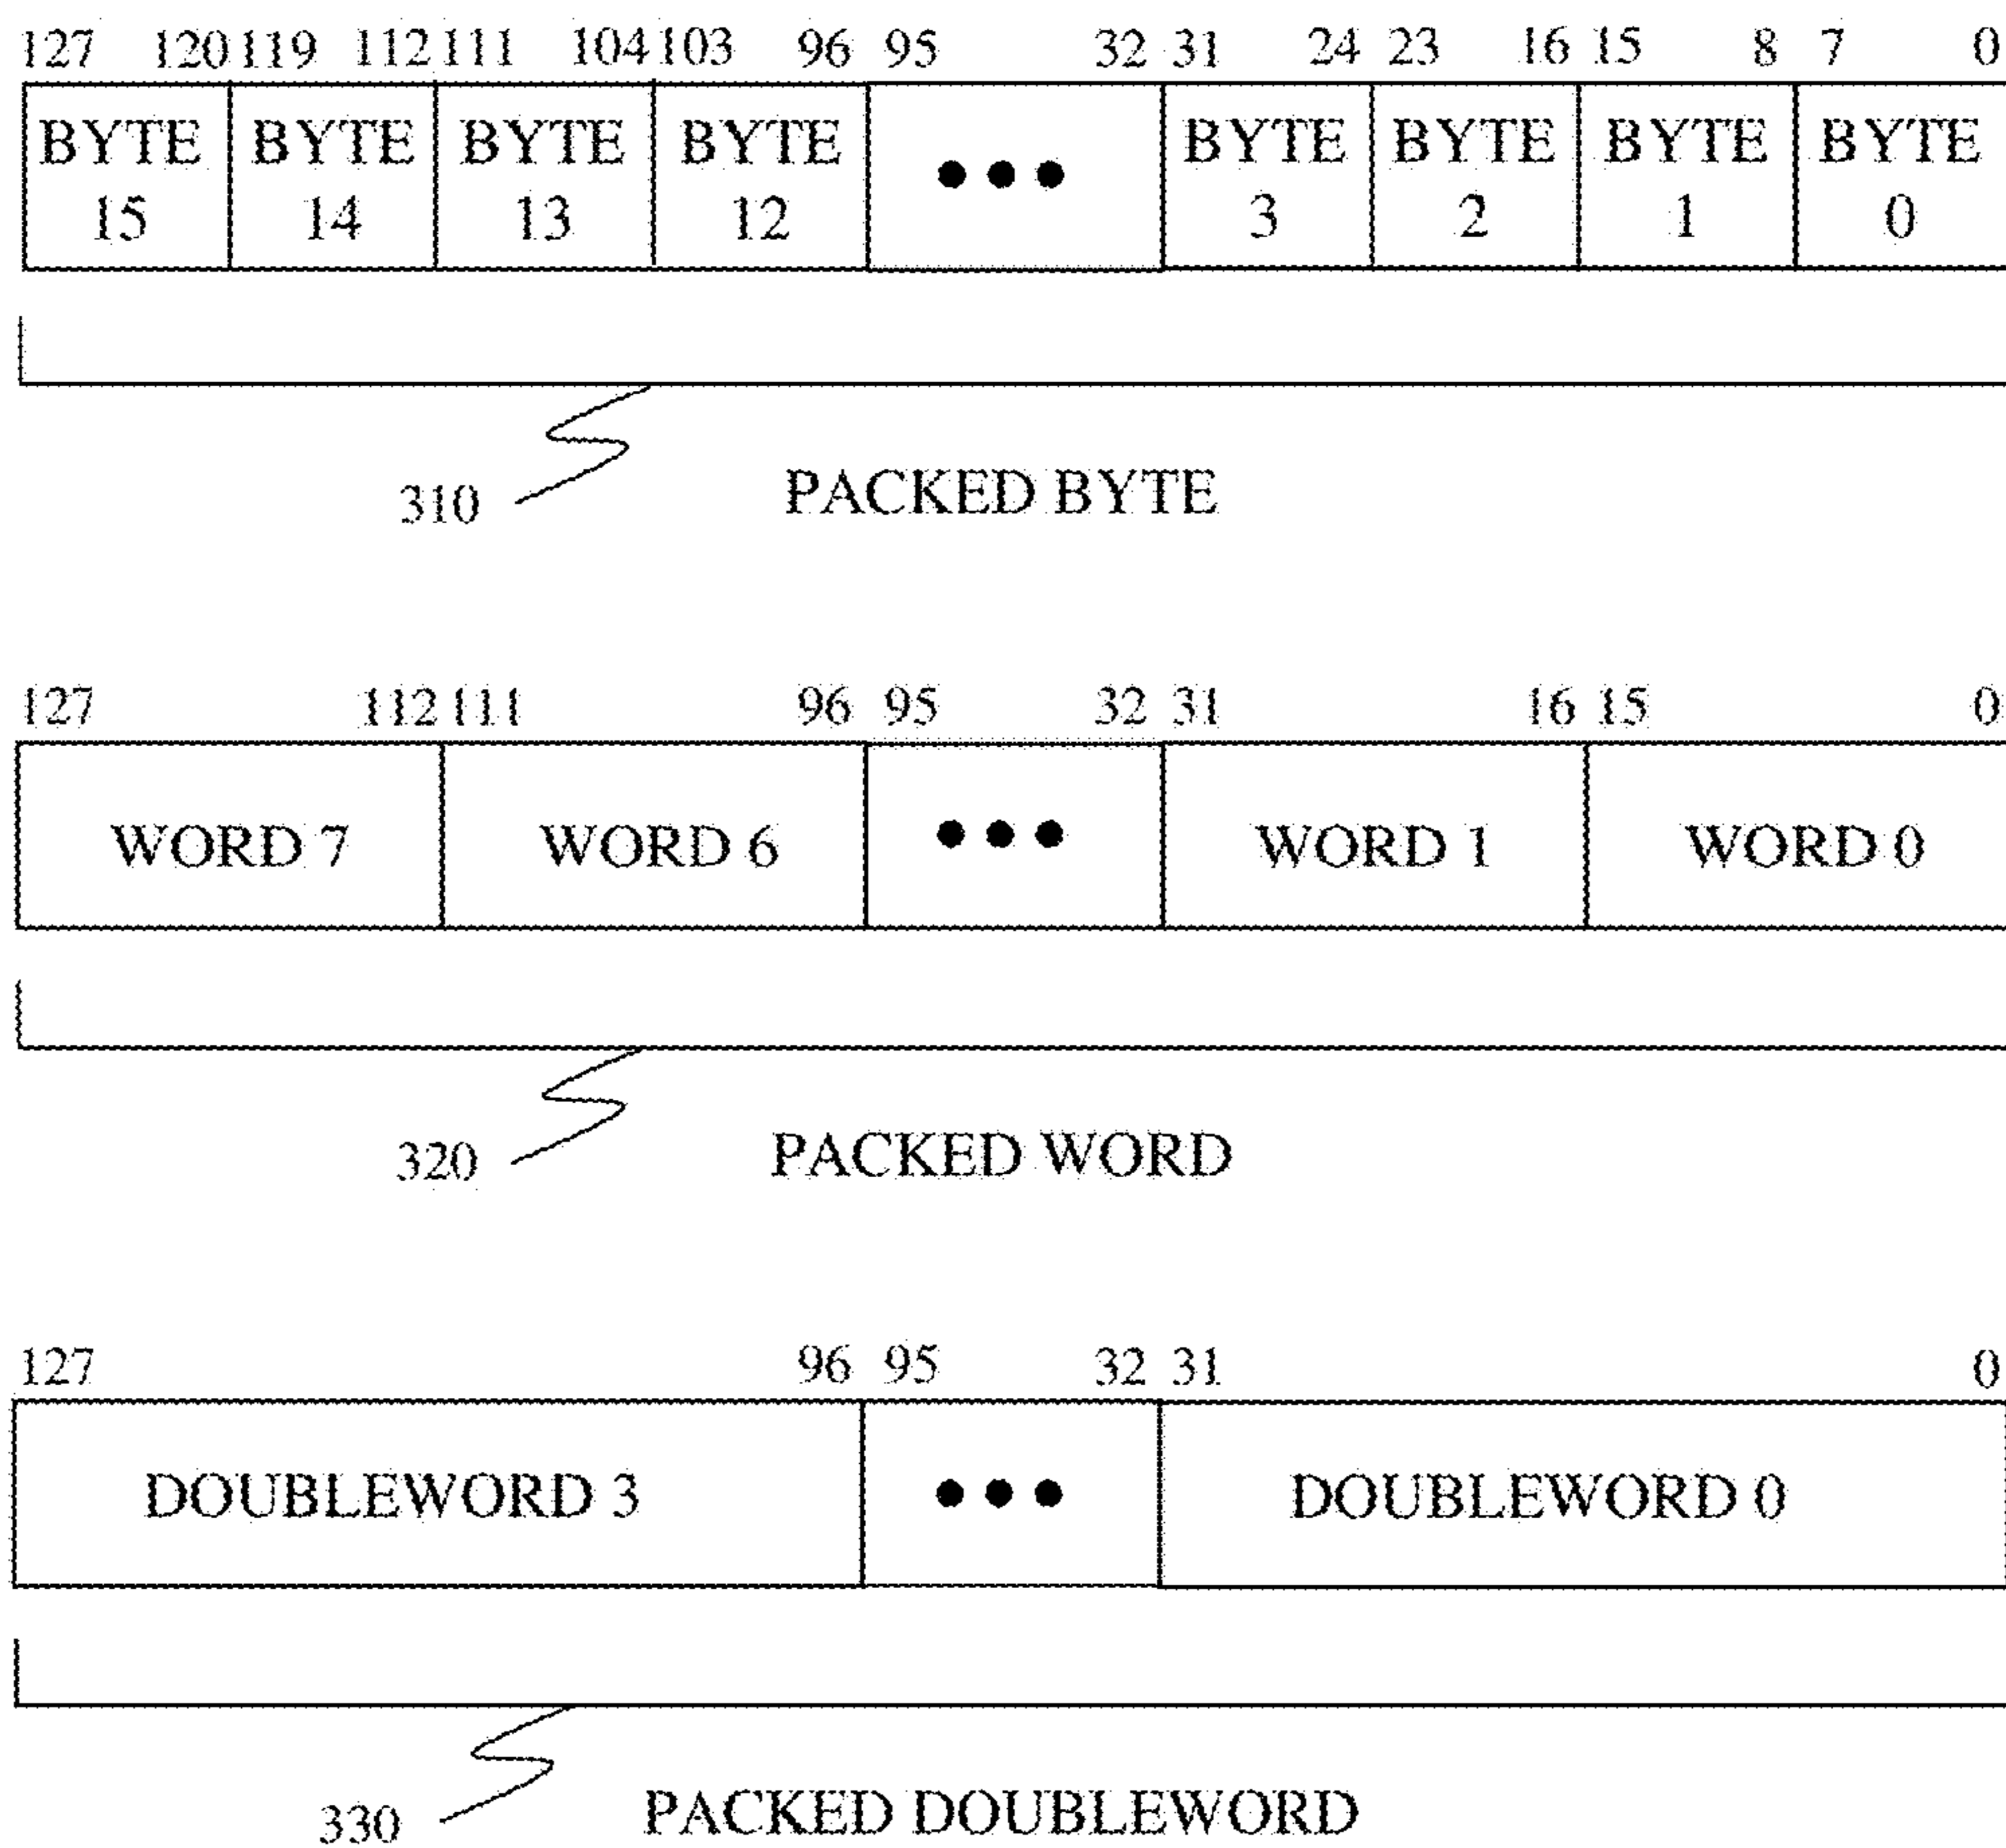 127 120 119 112 111 104 103 96 95 32 31 24 23 16 15 8 7 0
BYTE BYTE BYTE BYTE ••• BYTE BYTE BYTE BYTE
15 14 13 12 3 2 1 0
310 PACKED BYTE
127 112 111 96 95 32 31 16 15 0
WORD 7 WORD 6 ••• WORD 1 WORD 0
320 PACKED WORD
127 96 95 32 31 0
DOUBLEWORD 3 ••• DOUBLEWORD 0
330 PACKED DOUBLEWORD